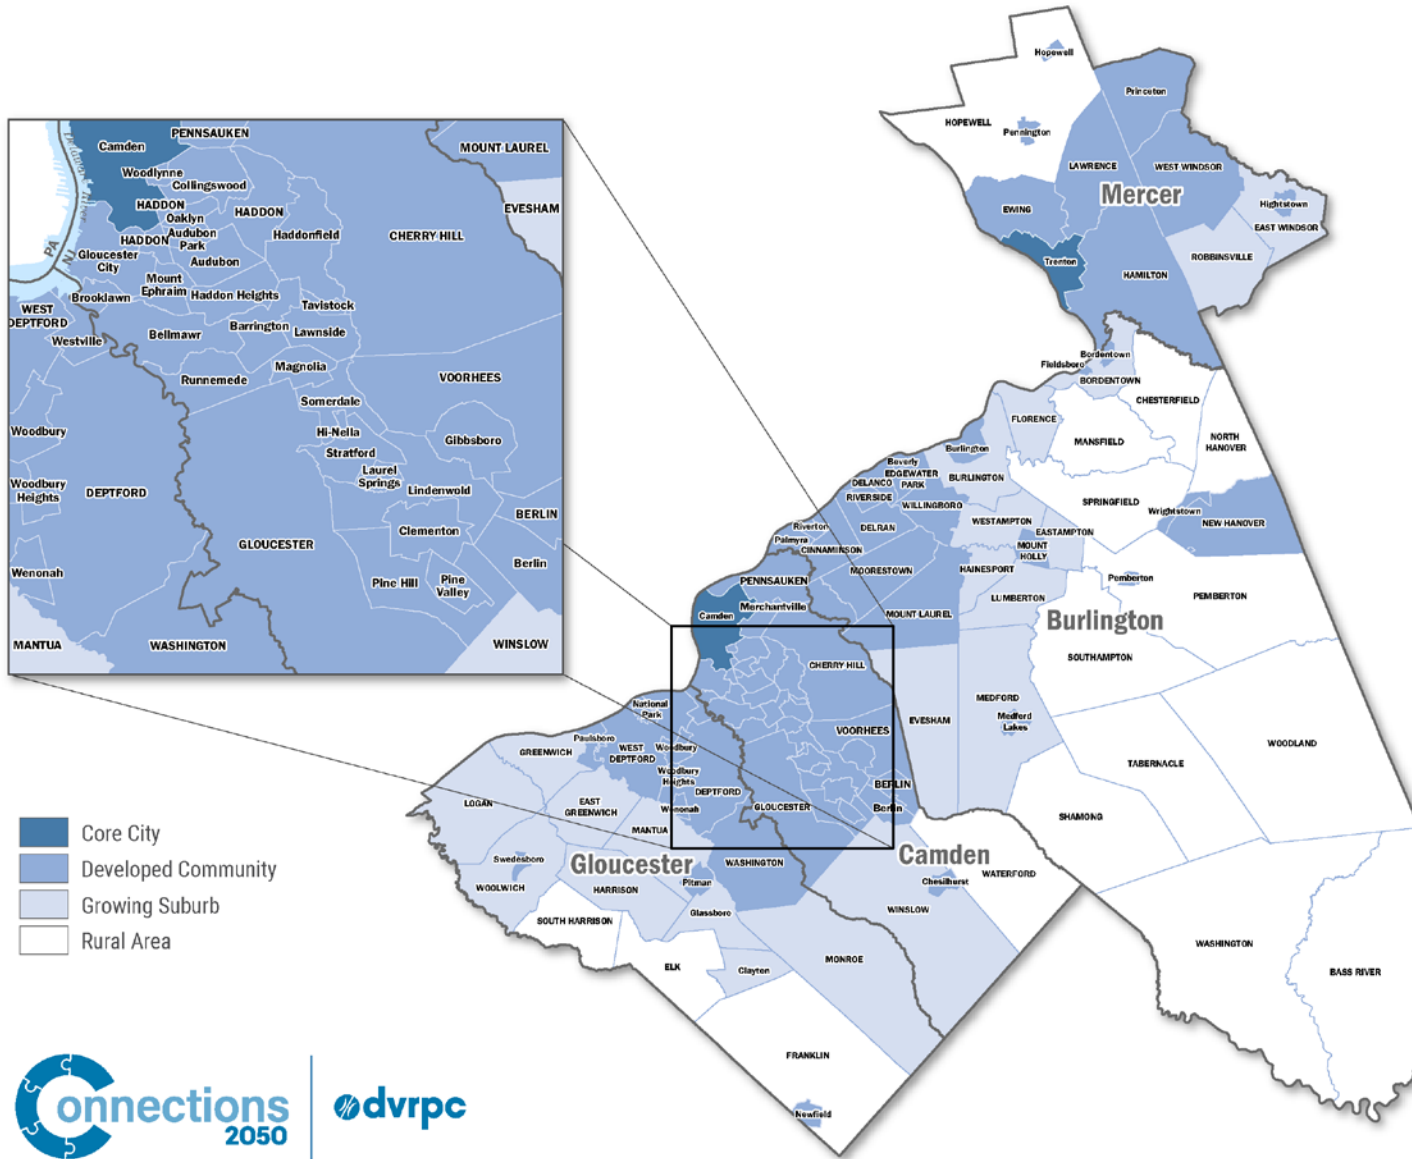 Camden
PENNSAUKEN
Delaware River
Woodlynne
Collingswood
MOUNT LAUREL
HADDON
Oaklyn
HADDON
EVESHAM
HADDON
Audubon
Park
Haddonfield
CHERRY HILL
PA
NJ
Gloucester
City
Audubon
Mount
Ephraim
Brooklawn
Haddon Heights
Tavistock
WEST
DEPTFORD
Westville
Bellmawr
Barrington
Lawnside
Runnemede
Magnolia
VOORHEES
Somerdale
Woodbury
Hi-Nella
Gibbsboro
Stratford
Laurel
Springs
Woodbury
Heights
DEPTFORD
Lindenwold
BERLIN
Clementon
GLOUCESTER
Berlin
Wenonah
Pine Hill
Pine
Valley
MANTUA
WASHINGTON
WINSLOW
Hopewell
Princeton
HOPEWELL
Pennington
LAWRENCE
WEST WINDSOR
Mercer
EWING
Hightstown
EAST WINDSOR
Trenton
ROBBINSVILLE
HAMILTON
Bordentown
Fieldsboro
BORDENTOWN
CHESTERFIELD
FLORENCE
MANSFIELD
NORTH
HANOVER
Burlington
Beverly
EDGEWATER
PARK
DELANCO
RIVERSIDE
BURLINGTON
WILLINGBORO
SPRINGFIELD
Wrightstown
NEW HANOVER
Riverton
DELRAN
WESTAMPTON
EASTAMPTON
Palmyra
CINNAMINSON
MOUNT
HOLLY
MOORESTOWN
HAINESPORT
PENNSAUKEN
Pemberton
PEMBERTON
LUMBERTON
Merchantville
Camden
MOUNT LAUREL
Burlington
SOUTHAMPTON
CHERRY HILL
MEDFORD
National
Park
EVESHAM
Medford
Lakes
VOORHEES
WOODLAND
Paulsboro
GREENWICH
WEST
DEPTFORD
Woodbury
TABERNACLE
Woodbury
Heights
DEPTFORD
BERLIN
LOGAN
EAST
GREENWICH
Wenonah
GLOUCESTER
Berlin
SHAMONG
MANTUA
Swedesboro
Gloucester
WASHINGTON
Camden
WATERFORD
WOOLWICH
HARRISON
Pitman
Chesilhurst
WINSLOW
SOUTH HARRISON
Glassboro
WASHINGTON
ELK
Clayton
MONROE
BASS RIVER
FRANKLIN
Newfield
Core City
Developed Community
Growing Suburb
Rural Area
Connections
2050
dvrpc